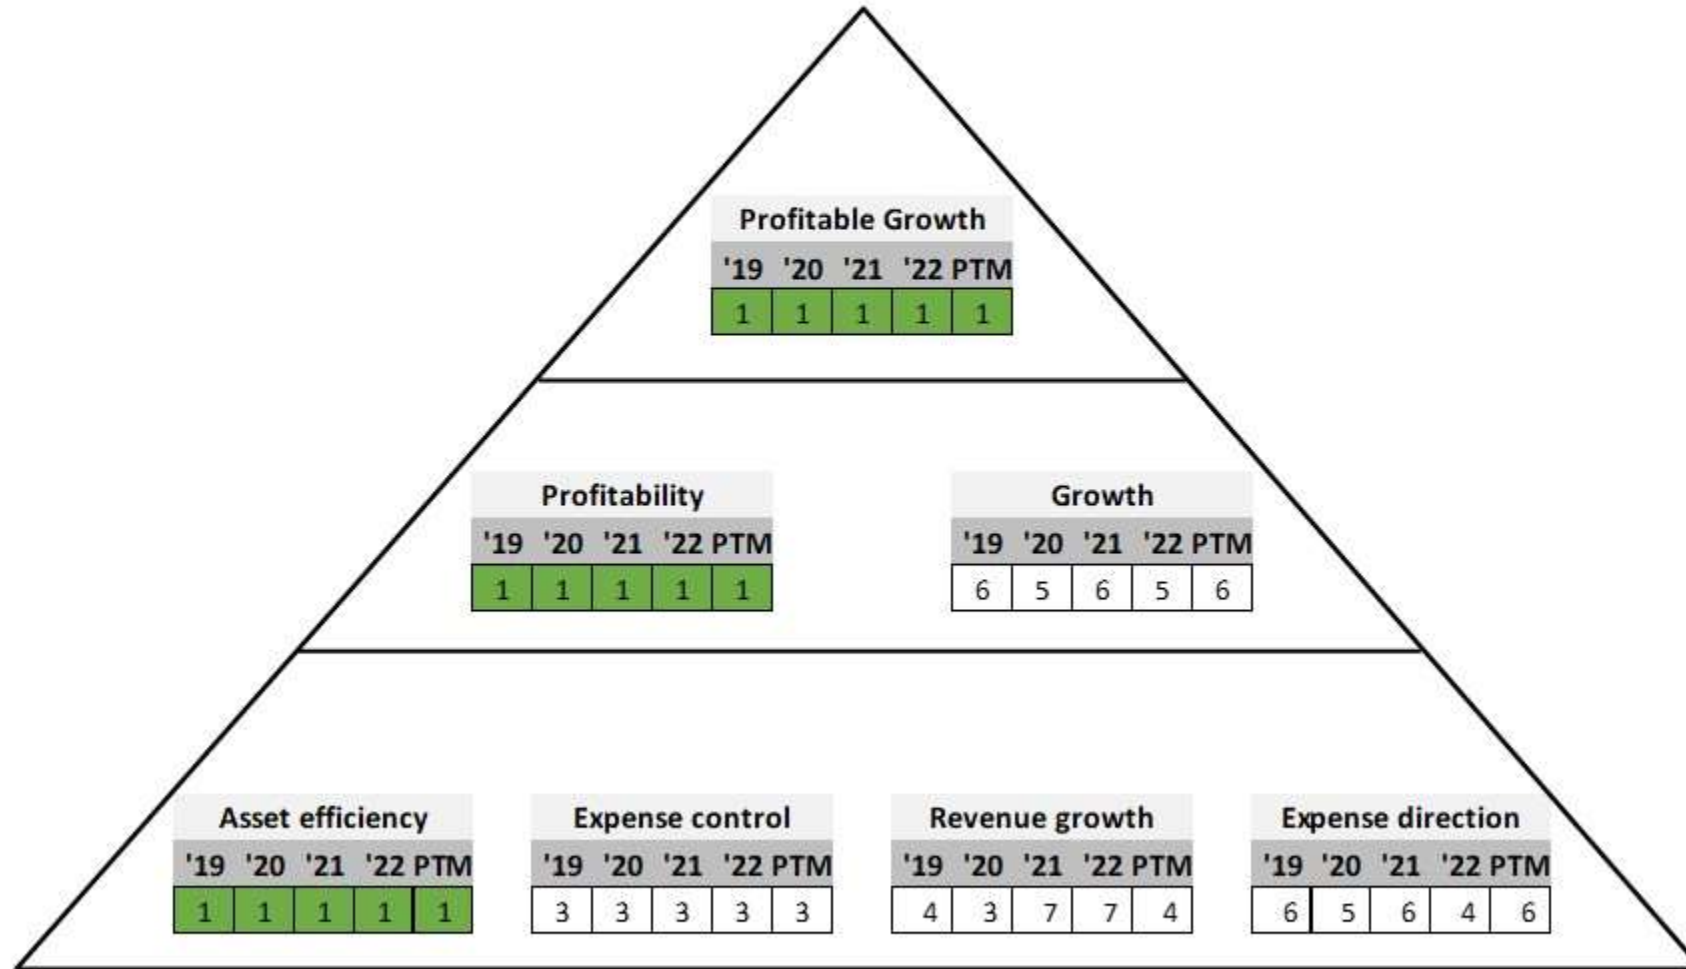 Profitable Growth
'19 '20 '21 '22 PTM
1 1 1 1 1
Profitability
'19 '20 '21 '22 PTM
1 1 1 1 1
Growth
'19 '20 '21 '22 PTM
6 5 6 5 6
Asset efficiency
'19 '20 '21 '22 PTM
1 1 1 1 1
Expense control
'19 '20 '21 '22 PTM
3 3 3 3 3
Revenue growth
'19 '20 '21 '22 PTM
4 3 7 7 4
Expense direction
'19 '20 '21 '22 PTM
6 5 6 4 6